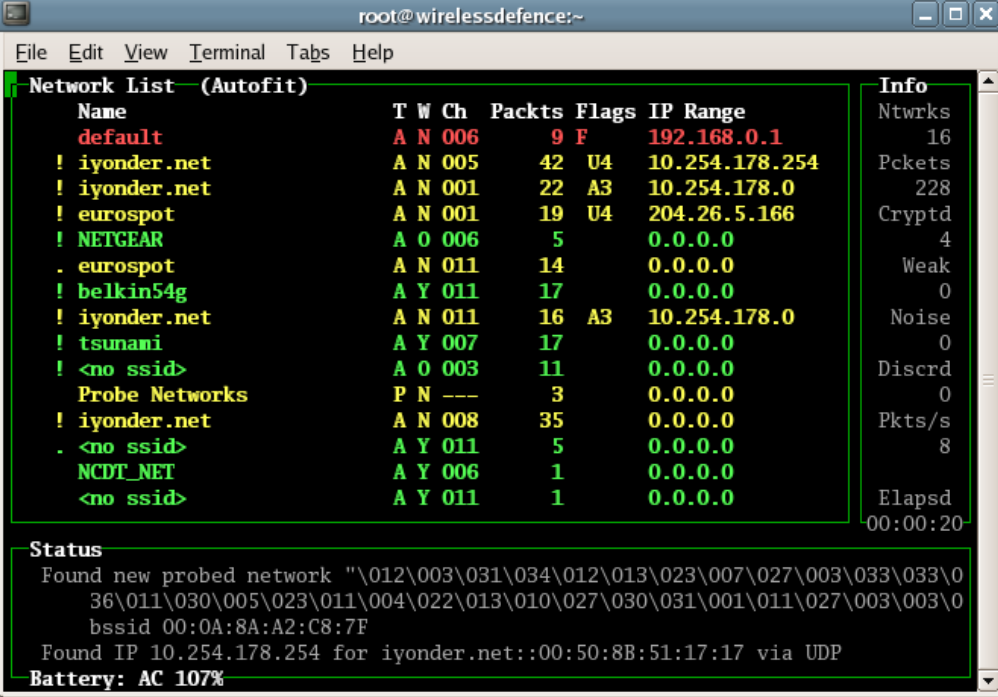 root@wirelessdefence:~
File Edit View Terminal Tabs Help
Network List (Autofit)
Name T W Ch Packts Flags IP Range
default A N 006 9 F 192.168.0.1
! iyonder.net A N 005 42 U4 10.254.178.254
! iyonder.net A N 001 22 A3 10.254.178.0
! eurospot A N 001 19 U4 204.26.5.166
! NETGEAR A O 006 5 0.0.0.0
. eurospot A N 011 14 0.0.0.0
! belkin54g A Y 011 17 0.0.0.0
! iyonder.net A N 011 16 A3 10.254.178.0
! tsunami A Y 007 17 0.0.0.0
! <no ssid> A O 003 11 0.0.0.0
Probe Networks P N --- 3 0.0.0.0
! iyonder.net A N 008 35 0.0.0.0
. <no ssid> A Y 011 5 0.0.0.0
NCDT_NET A Y 006 1 0.0.0.0
<no ssid> A Y 011 1 0.0.0.0
Info
Ntwrks
16
Pckets
228
Cryptd
4
Weak
0
Noise
0
Discrd
0
Pkts/s
8
Elapsd
00:00:20
Status
Found new probed network "\012\003\031\034\012\013\023\007\027\003\033\033\0
36\011\030\005\023\011\004\022\013\010\027\030\031\001\011\027\003\003\0
bssid 00:0A:8A:A2:C8:7F
Found IP 10.254.178.254 for iyonder.net::00:50:8B:51:17:17 via UDP
Battery: AC 107%